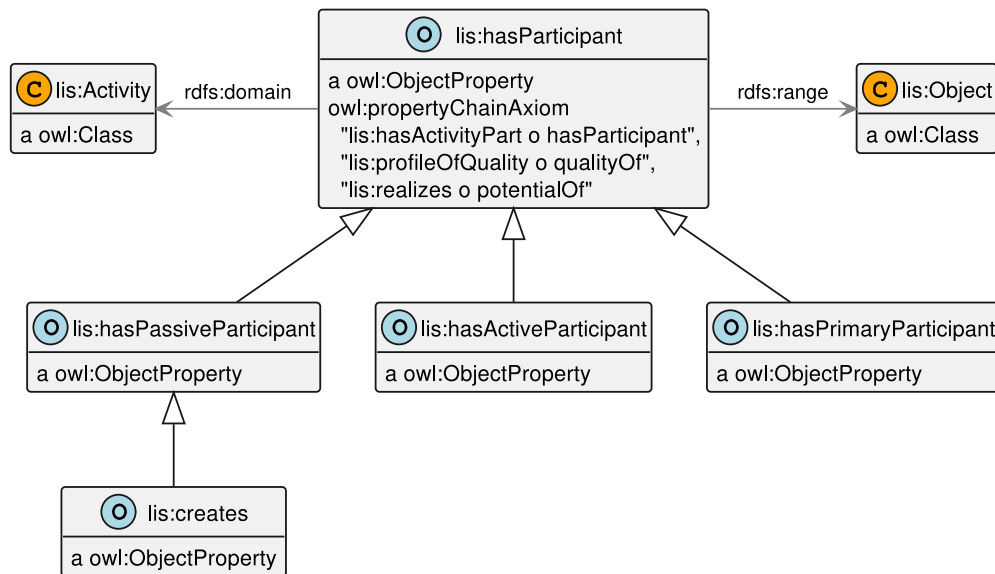 O lis:hasParticipant
a owl:ObjectProperty
owl:propertyChainAxiom
"lis:hasActivityPart o hasParticipant",
"lis:profileOfQuality o qualityOf",
"lis:realizes o potentialOf"
C lis:Activity
a owl:Class
rdfs:domain
rdfs:range
C lis:Object
a owl:Class
O lis:hasPassiveParticipant
a owl:ObjectProperty
O lis:hasActiveParticipant
a owl:ObjectProperty
O lis:hasPrimaryParticipant
a owl:ObjectProperty
O lis:creates
a owl:ObjectProperty